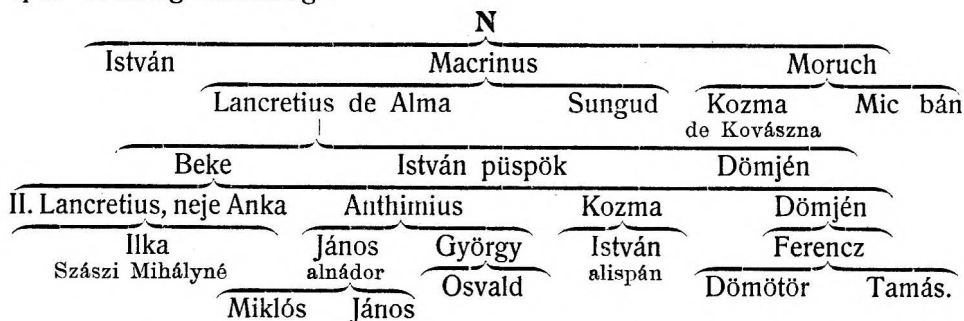 N
István Macrinus Moruch
Lancretius de Alma Sungud Kozma Mic bán
de Kovászna
Beke István püspök Dömjén
II. Lancretius, neje Anka Anthimius Kozma Dömjén
Ilka János György István Ferencz
Szászi Mihályné alnádor Osvald alispán Dömötör Tamás.
Miklós János